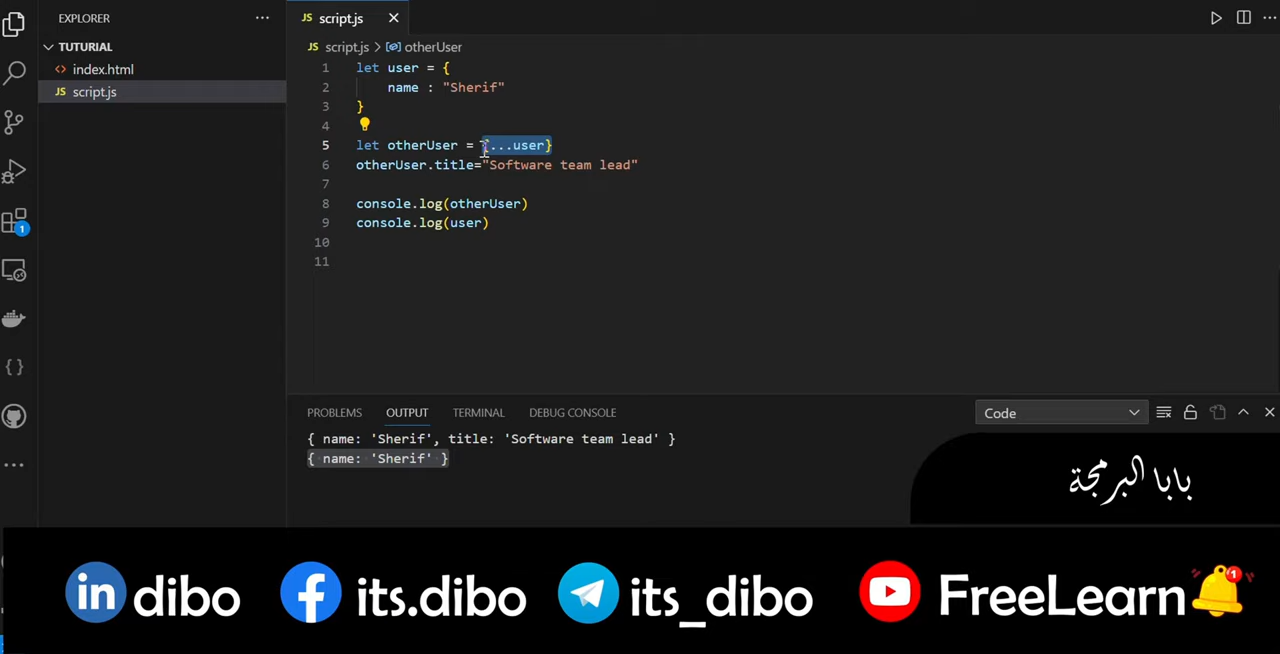 EXPLORER
script.js
TUTURIAL
script.js > otherUser
index.html
script.js
1 let user = {
2 name : "Sherif"
3 }
4
5 let otherUser = {...user}
6 otherUser.title="Software team lead"
7
8 console.log(otherUser)
9 console.log(user)
10
11
1
PROBLEMS OUTPUT TERMINAL DEBUG CONSOLE
Code
{ name: 'Sherif', title: 'Software team lead' }
{ name: 'Sherif' }
بابا البرمجة
in dibo f its.dibo its_dibo FreeLearn 1